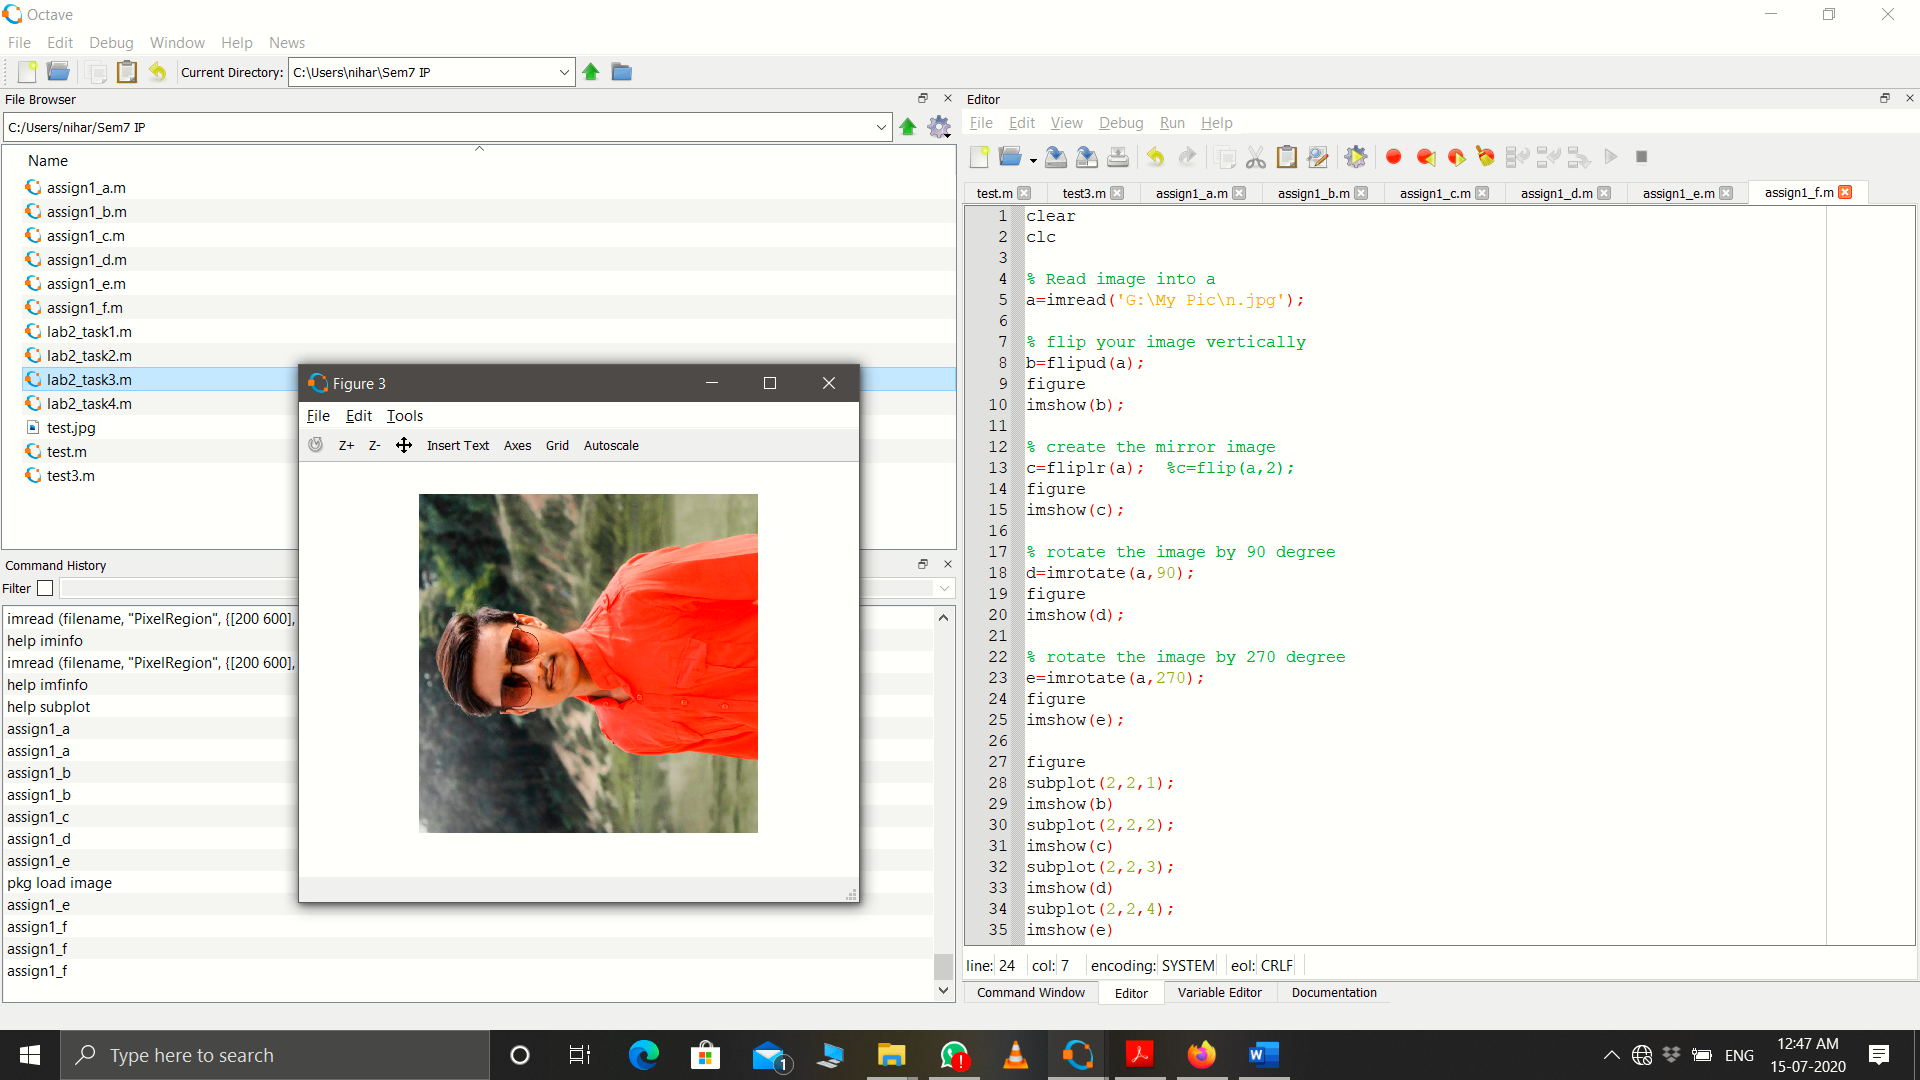 Octave
File Edit Debug Window Help News
Current Directory: C:\Users\nihar\Sem7 IP
File Browser
C:/Users/nihar/Sem7 IP
Name
assign1_a.m
assign1_b.m
assign1_c.m
assign1_d.m
assign1_e.m
assign1_f.m
lab2_task1.m
lab2_task2.m
lab2_task3.m
lab2_task4.m
test.jpg
test.m
test3.m
Command History
Filter
imread (filename, "PixelRegion", {[200 600],
help iminfo
imread (filename, "PixelRegion", {[200 600],
help imfinfo
help subplot
assign1_a
assign1_a
assign1_b
assign1_b
assign1_c
assign1_d
assign1_e
pkg load image
assign1_e
assign1_f
assign1_f
assign1_f
Figure 3
File Edit Tools
Z+ Z- Insert Text Axes Grid Autoscale
Editor
File Edit View Debug Run Help
test.m test3.m assign1_a.m assign1_b.m assign1_c.m assign1_d.m assign1_e.m assign1_f.m
1 clear
2 clc
3
4 % Read image into a
5 a=imread('G:\My Pic\n.jpg');
6
7 % flip your image vertically
8 b=flipud(a);
9 figure
10 imshow(b);
11
12 % create the mirror image
13 c=fliplr(a); %c=flip(a,2);
14 figure
15 imshow(c);
16
17 % rotate the image by 90 degree
18 d=imrotate(a,90);
19 figure
20 imshow(d);
21
22 % rotate the image by 270 degree
23 e=imrotate(a,270);
24 figure
25 imshow(e);
26
27 figure
28 subplot(2,2,1);
29 imshow(b)
30 subplot(2,2,2);
31 imshow(c)
32 subplot(2,2,3);
33 imshow(d)
34 subplot(2,2,4);
35 imshow(e)
line: 24 col: 7 encoding: SYSTEM eol: CRLF
Command Window Editor Variable Editor Documentation
Type here to search
1
ENG
12:47 AM
15-07-2020